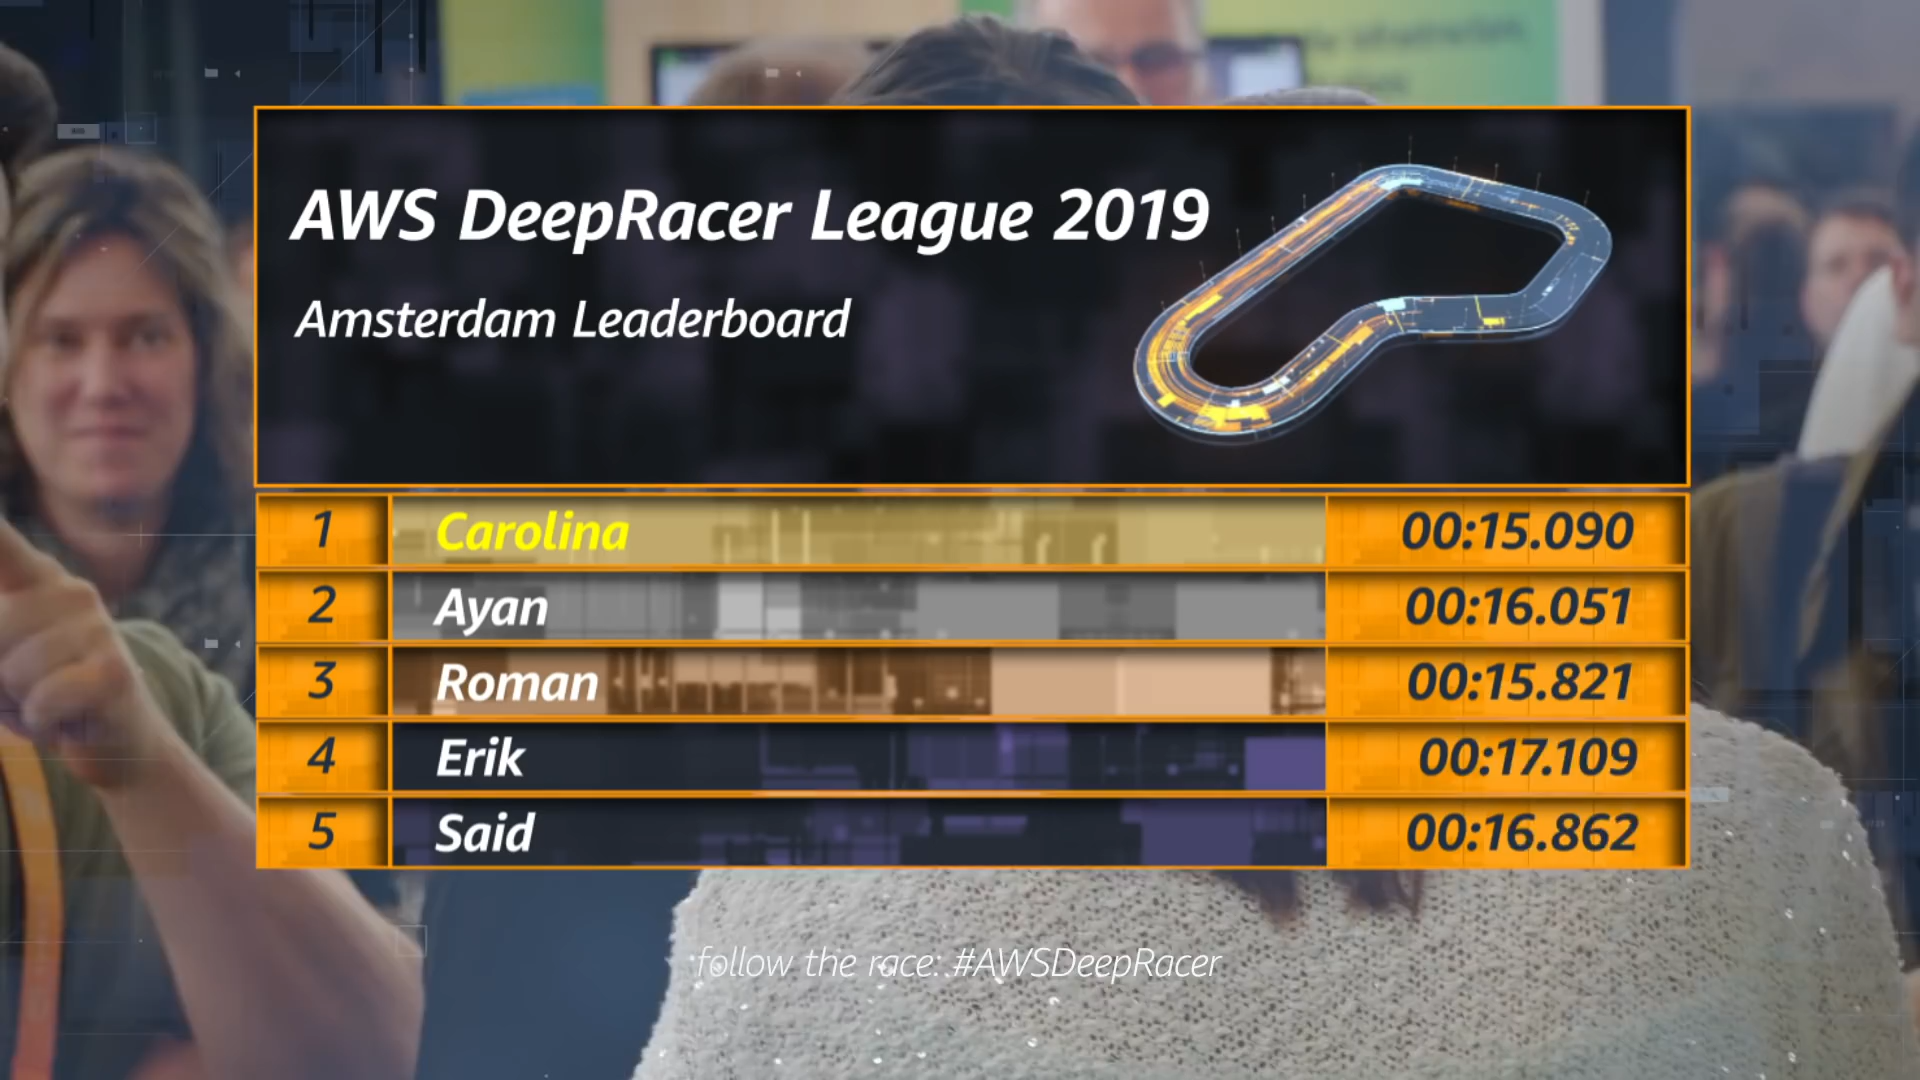 AWS DeepRacer League 2019
Amsterdam Leaderboard
1 Carolina 00:15.090
2 Ayan 00:16.051
3 Roman 00:15.821
4 Erik 00:17.109
5 Said 00:16.862
follow the race: #AWSDeepRacer